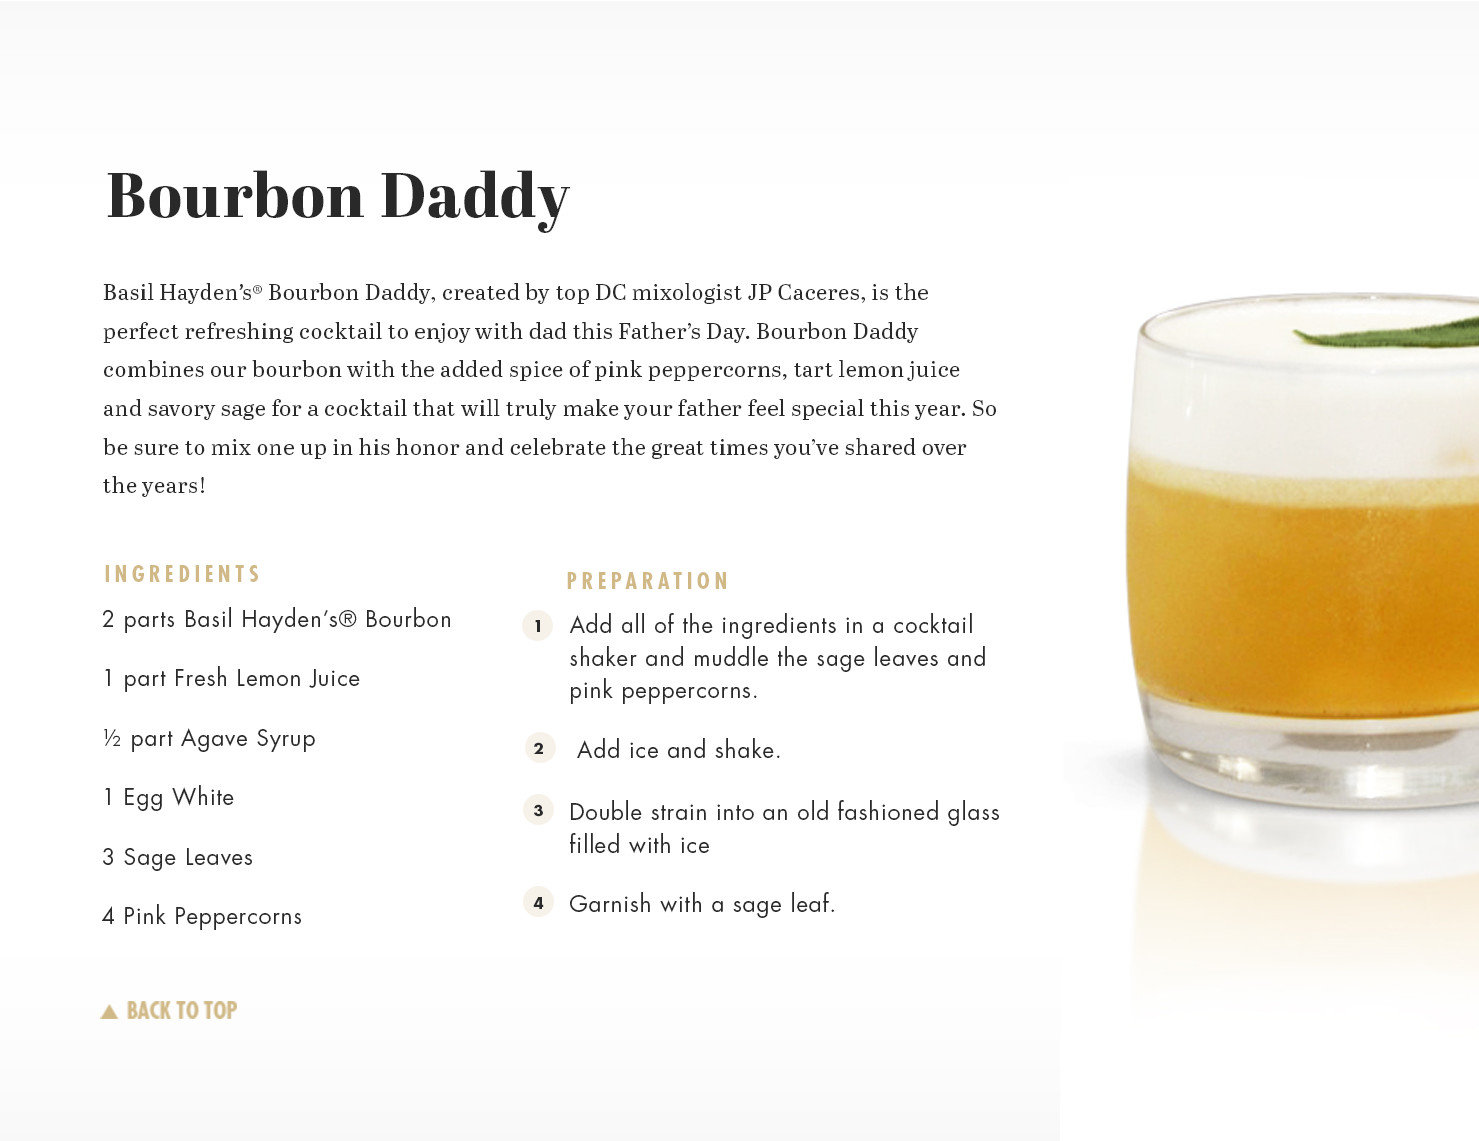 Bourbon Daddy
Basil Hayden’s® Bourbon Daddy, created by top DC mixologist JP Caceres, is the
perfect refreshing cocktail to enjoy with dad this Father’s Day. Bourbon Daddy
combines our bourbon with the added spice of pink peppercorns, tart lemon juice
and savory sage for a cocktail that will truly make your father feel special this year. So
be sure to mix one up in his honor and celebrate the great times you’ve shared over
the years!
INGREDIENTS
2 parts Basil Hayden’s® Bourbon
1 part Fresh Lemon Juice
½ part Agave Syrup
1 Egg White
3 Sage Leaves
4 Pink Peppercorns
PREPARATION
1 Add all of the ingredients in a cocktail
shaker and muddle the sage leaves and
pink peppercorns.
2 Add ice and shake.
3 Double strain into an old fashioned glass
filled with ice
4 Garnish with a sage leaf.
▲ BACK TO TOP